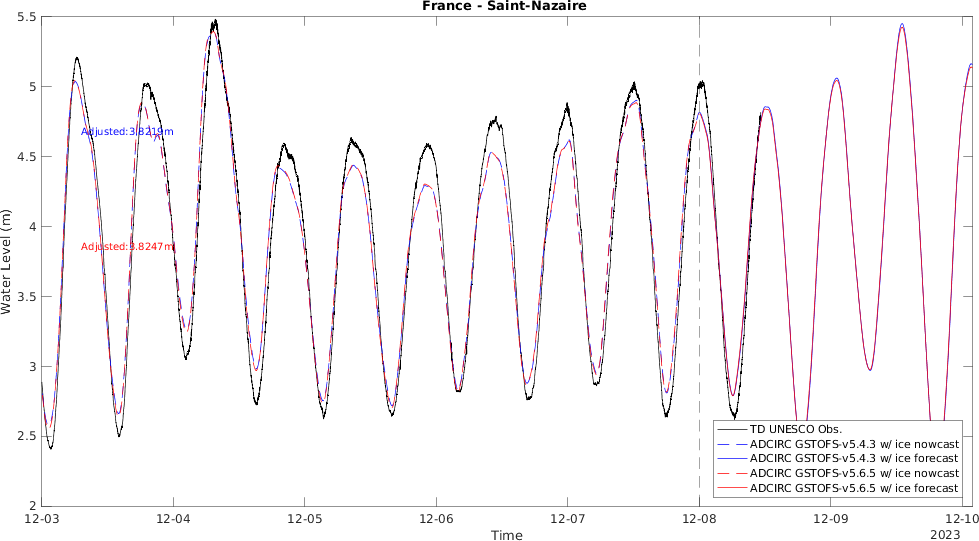 France - Saint-Nazaire
5.5
5
4.5
4
3.5
3
2.5
2
Water Level (m)
Adjusted:3.8219m
Adjusted:3.8247m
TD UNESCO Obs.
ADCIRC GSTOFS-v5.4.3 w/ ice nowcast
ADCIRC GSTOFS-v5.4.3 w/ ice forecast
ADCIRC GSTOFS-v5.6.5 w/ ice nowcast
ADCIRC GSTOFS-v5.6.5 w/ ice forecast
12-03 12-04 12-05 12-06 12-07 12-08 12-09 12-10
Time
2023